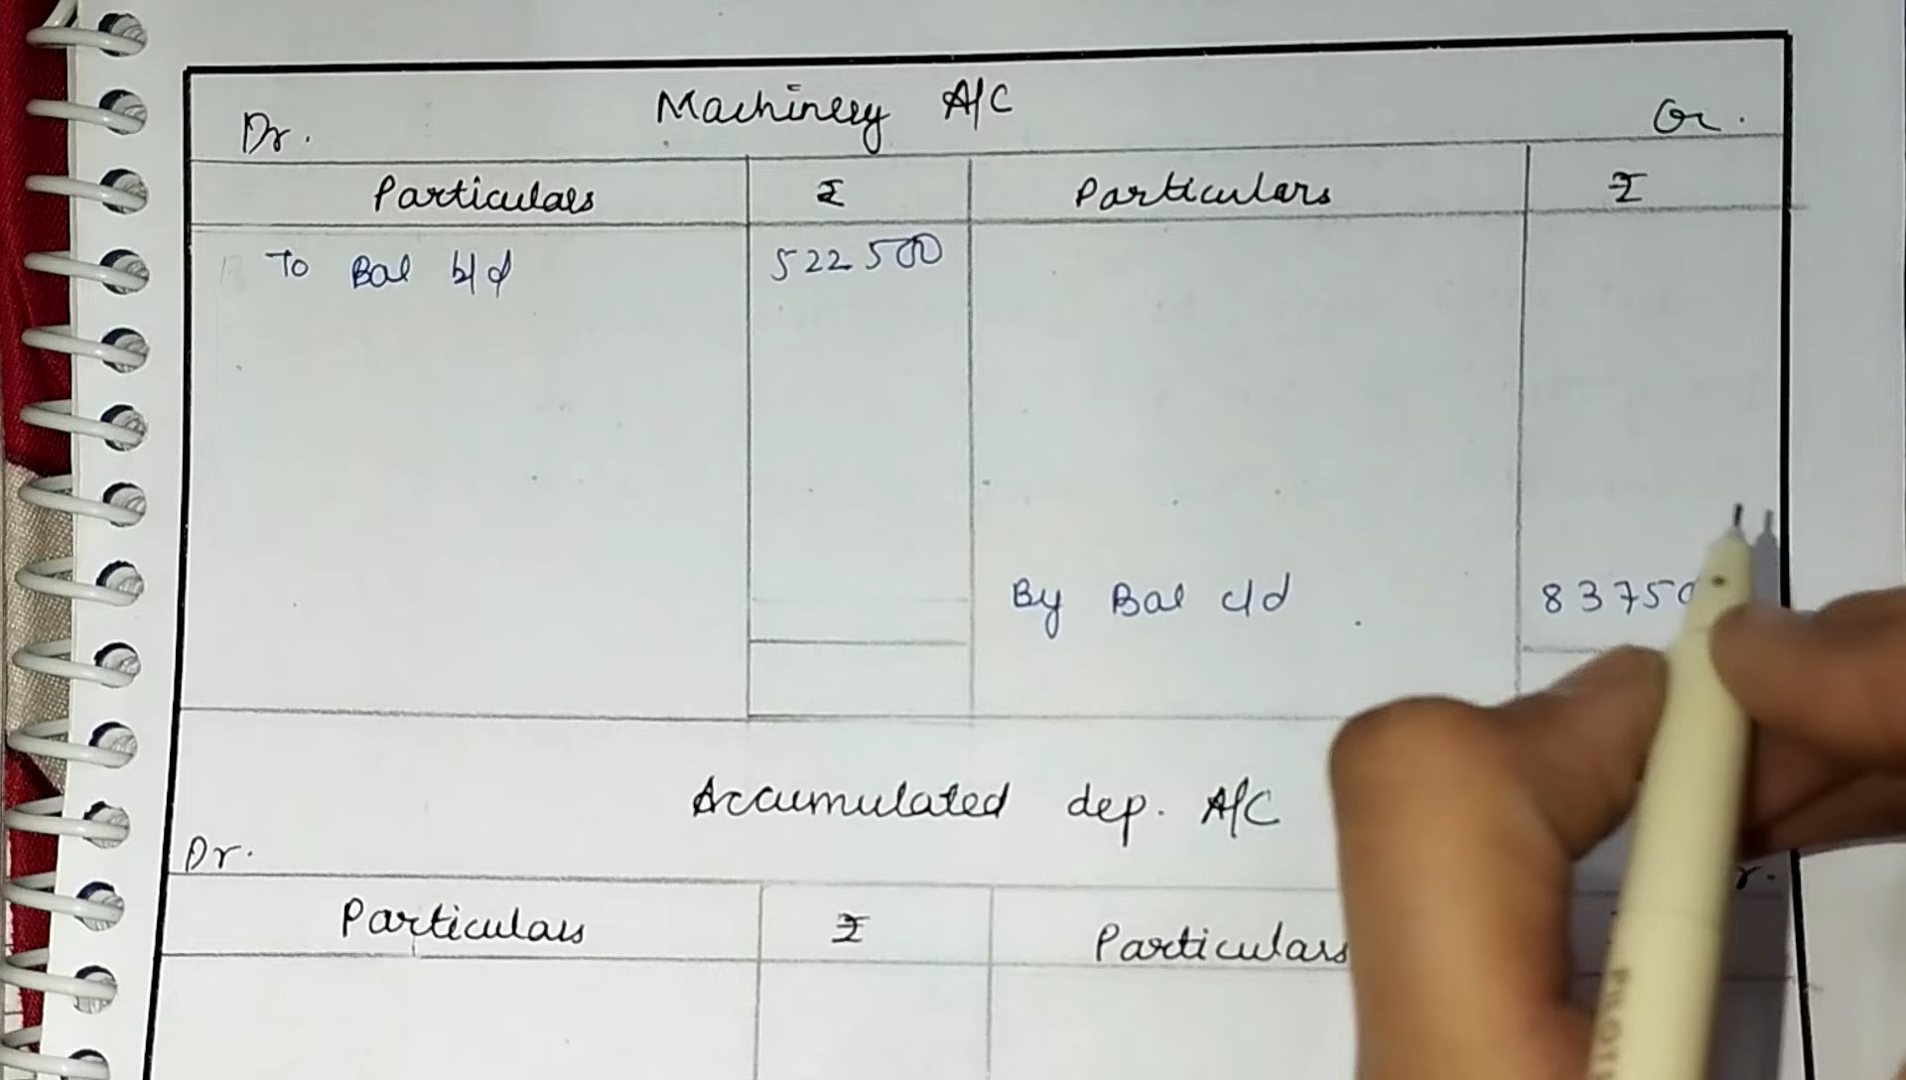 Machinery A/C
Dr. Cr.
Particulars ₹ Particulars ₹
To Bal b/d 522500
By Bal c/d 83750
Accumulated dep. A/C
Dr. r.
Particulars ₹ Particulars